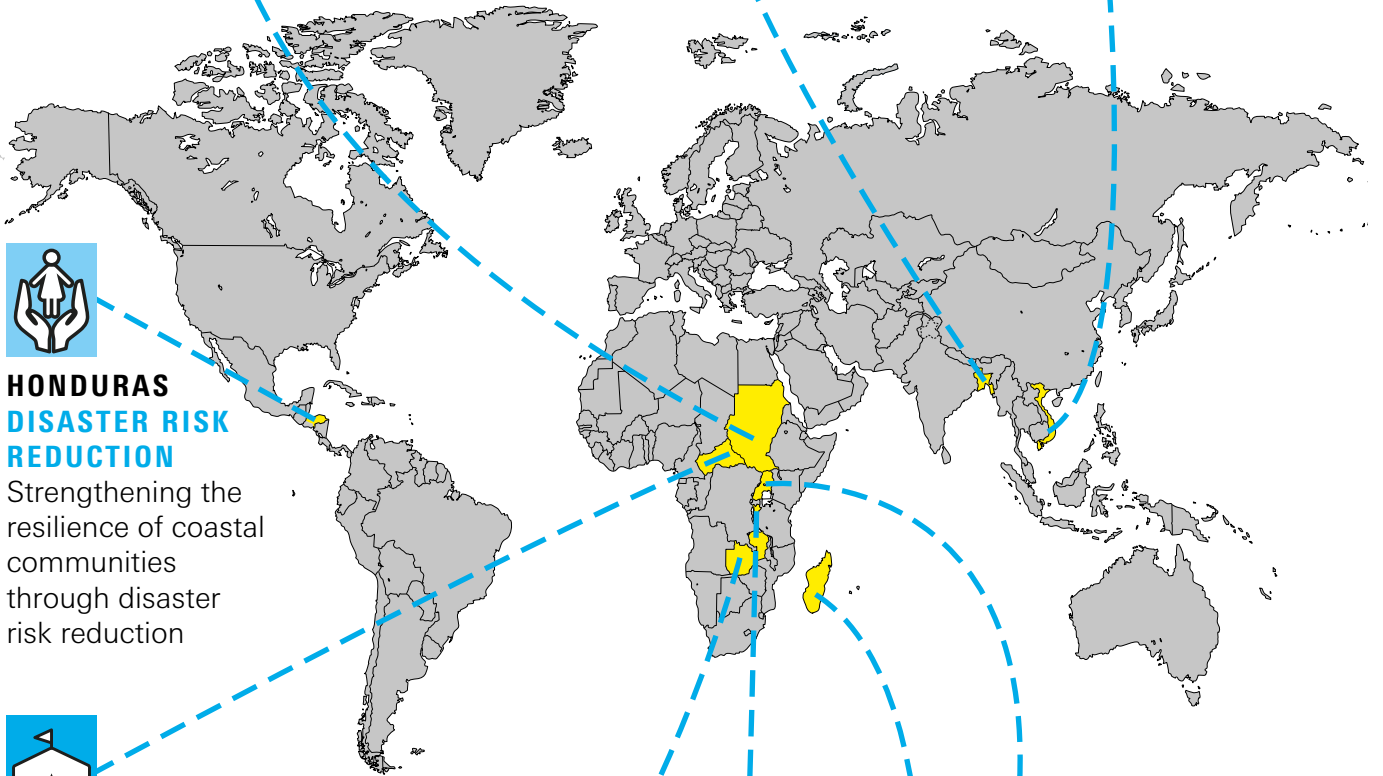 HONDURAS
DISASTER RISK
REDUCTION
Strengthening the
resilience of coastal
communities
through disaster
risk reduction